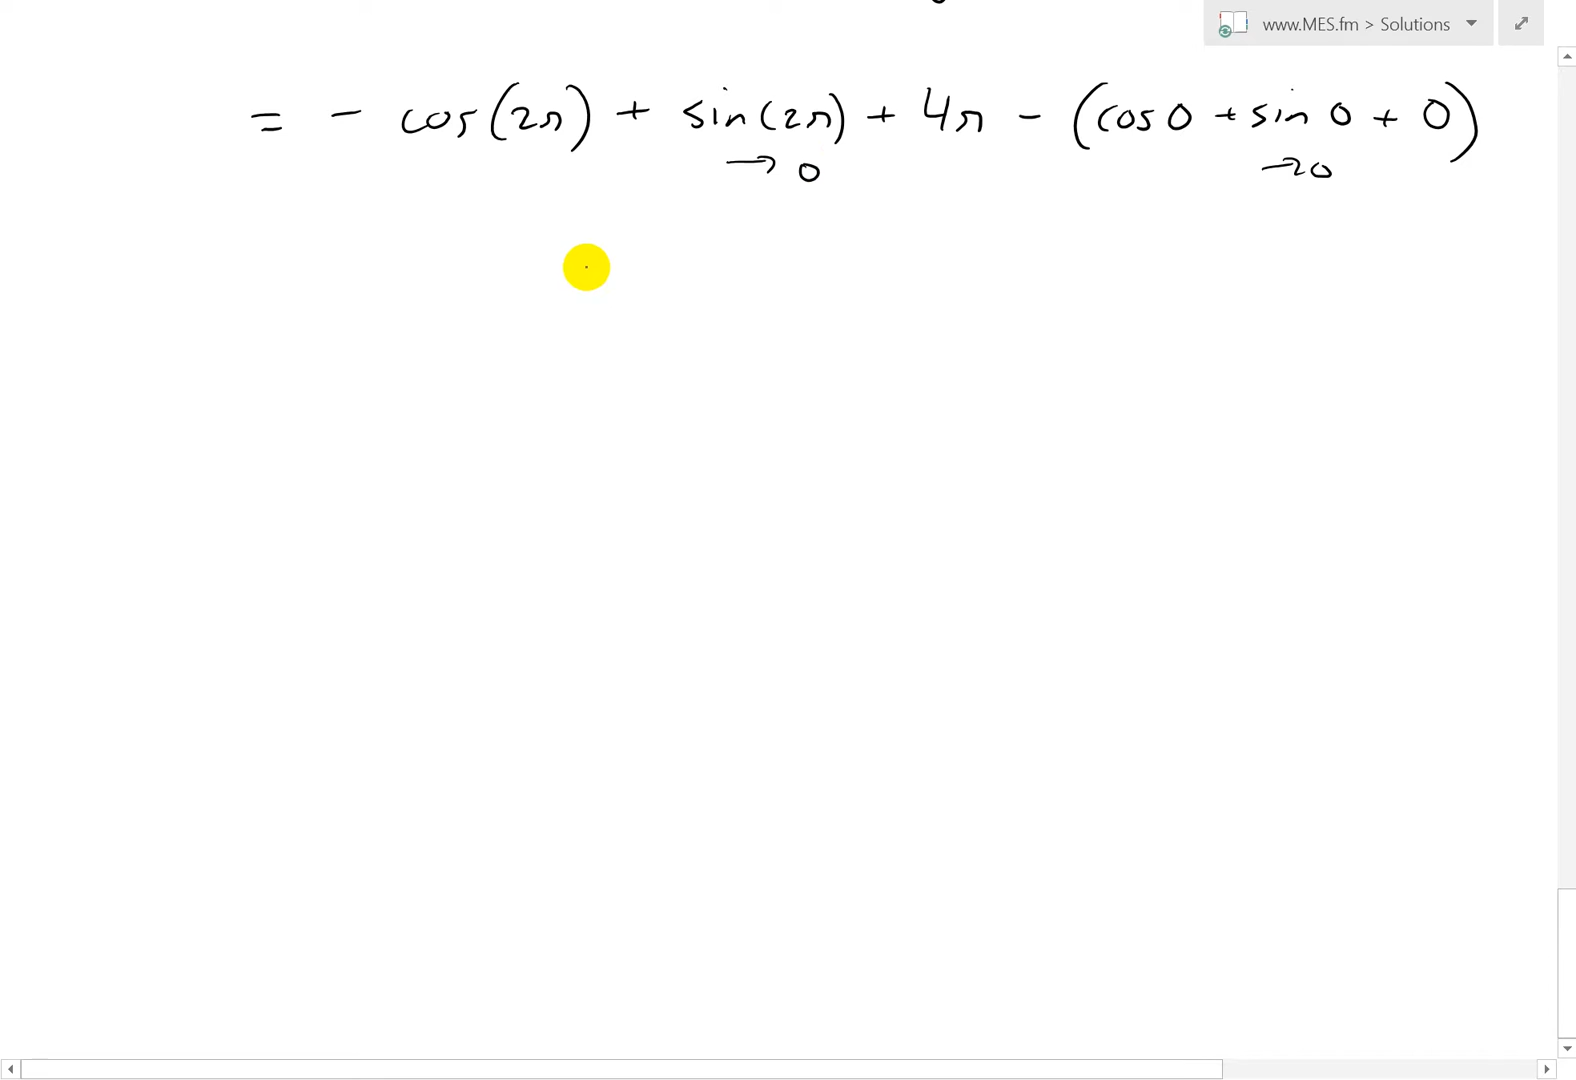 www.MES.fm > Solutions
= - cos(2π) + sin(2π) + 4π - (cos 0 + sin 0 + 0)
→ 0 → 0